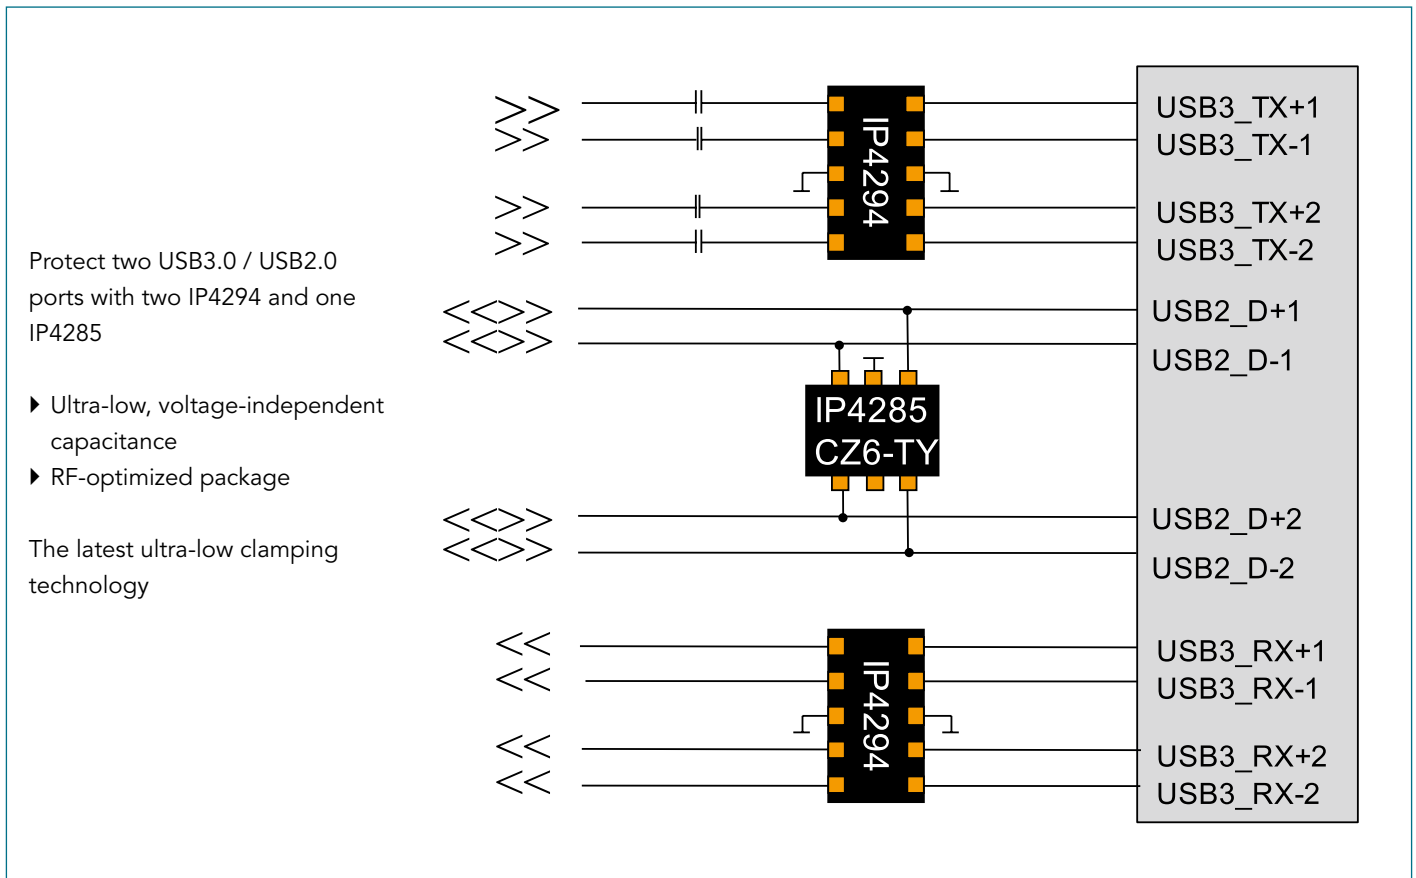 Protect two USB3.0 / USB2.0
ports with two IP4294 and one
IP4285
Ultra-low, voltage-independent
capacitance
RF-optimized package
The latest ultra-low clamping
technology
IP4294
USB3_TX+1
USB3_TX-1
USB3_TX+2
USB3_TX-2
USB2_D+1
USB2_D-1
IP4285
CZ6-TY
USB2_D+2
USB2_D-2
IP4294
USB3_RX+1
USB3_RX-1
USB3_RX+2
USB3_RX-2